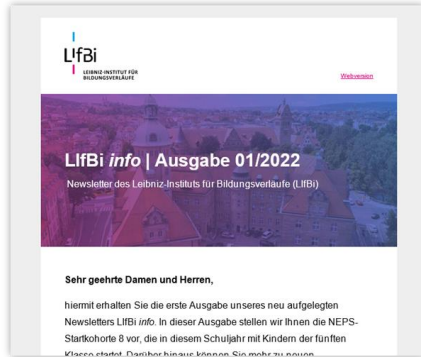 LIfBi
LEIBNIZ-INSTITUT FÜR
BILDUNGSVERLÄUFE
Webversion
LIfBi info | Ausgabe 01/2022
Newsletter des Leibniz-Instituts für Bildungsverläufe (LIfBi)
Sehr geehrte Damen und Herren,
hiermit erhalten Sie die erste Ausgabe unseres neu aufgelegten
Newsletters LIfBi info. In dieser Ausgabe stellen wir Ihnen die NEPS-
Startkohorte 8 vor, die in diesem Schuljahr mit Kindern der fünften
Klasse startet. Darüber hinaus können Sie mehr zu neuen